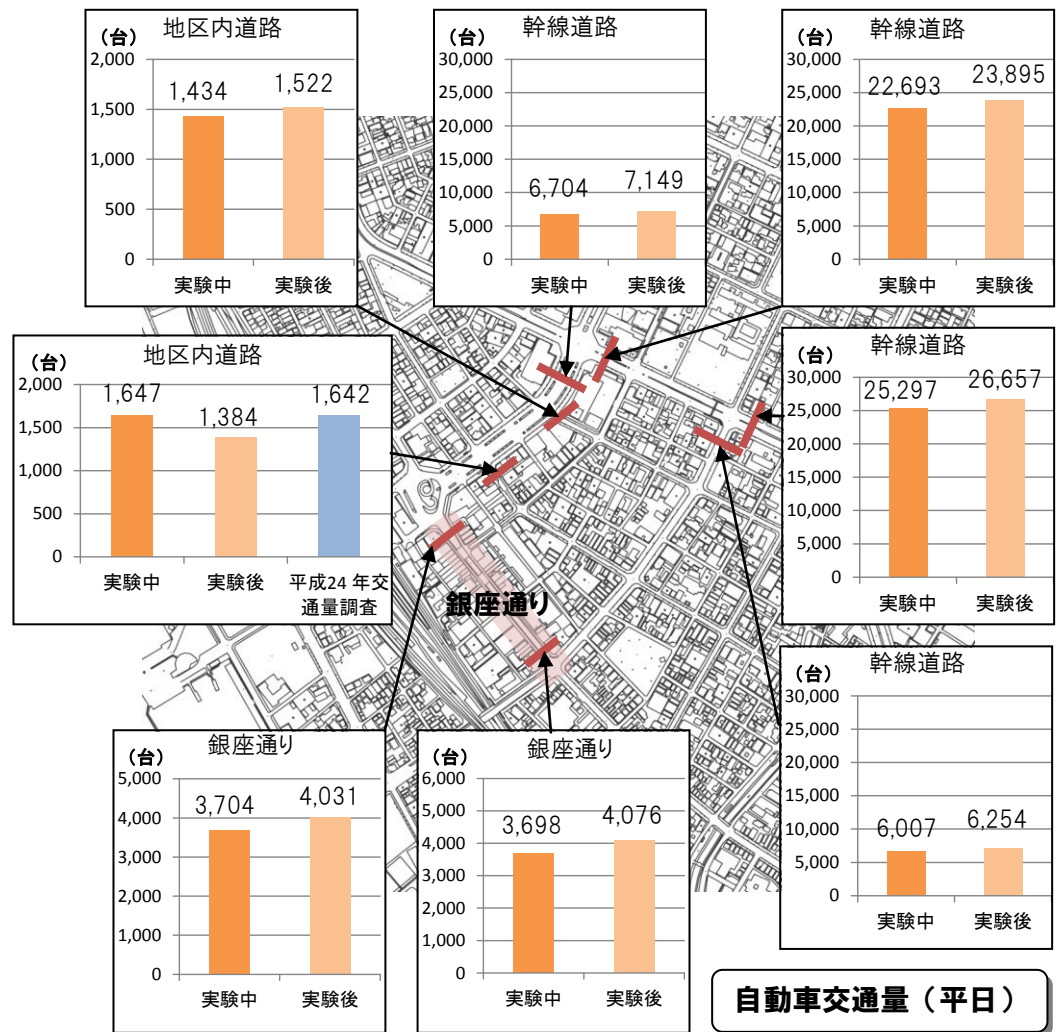 地区内道路
(台)
2,000
1,500
1,000
500
0
1,434
1,522
実験中
実験後
幹線道路
(台)
30,000
25,000
20,000
15,000
10,000
5,000
0
6,704
7,149
実験中
実験後
幹線道路
(台)
30,000
25,000
20,000
15,000
10,000
5,000
0
22,693
23,895
実験中
実験後
地区内道路
(台)
2,000
1,500
1,000
500
0
1,647
1,384
1,642
実験中
実験後
平成24 年交
通量調査
幹線道路
(台)
30,000
25,000
20,000
15,000
10,000
5,000
0
25,297
26,657
実験中
実験後
銀座通り
幹線道路
(台)
30,000
25,000
20,000
15,000
10,000
5,000
0
6,007
6,254
実験中
実験後
銀座通り
(台)
5,000
4,000
3,000
2,000
1,000
0
3,704
4,031
実験中
実験後
銀座通り
(台)
6,000
5,000
4,000
3,000
2,000
1,000
0
3,698
4,076
実験中
実験後
自動車交通量（平日）